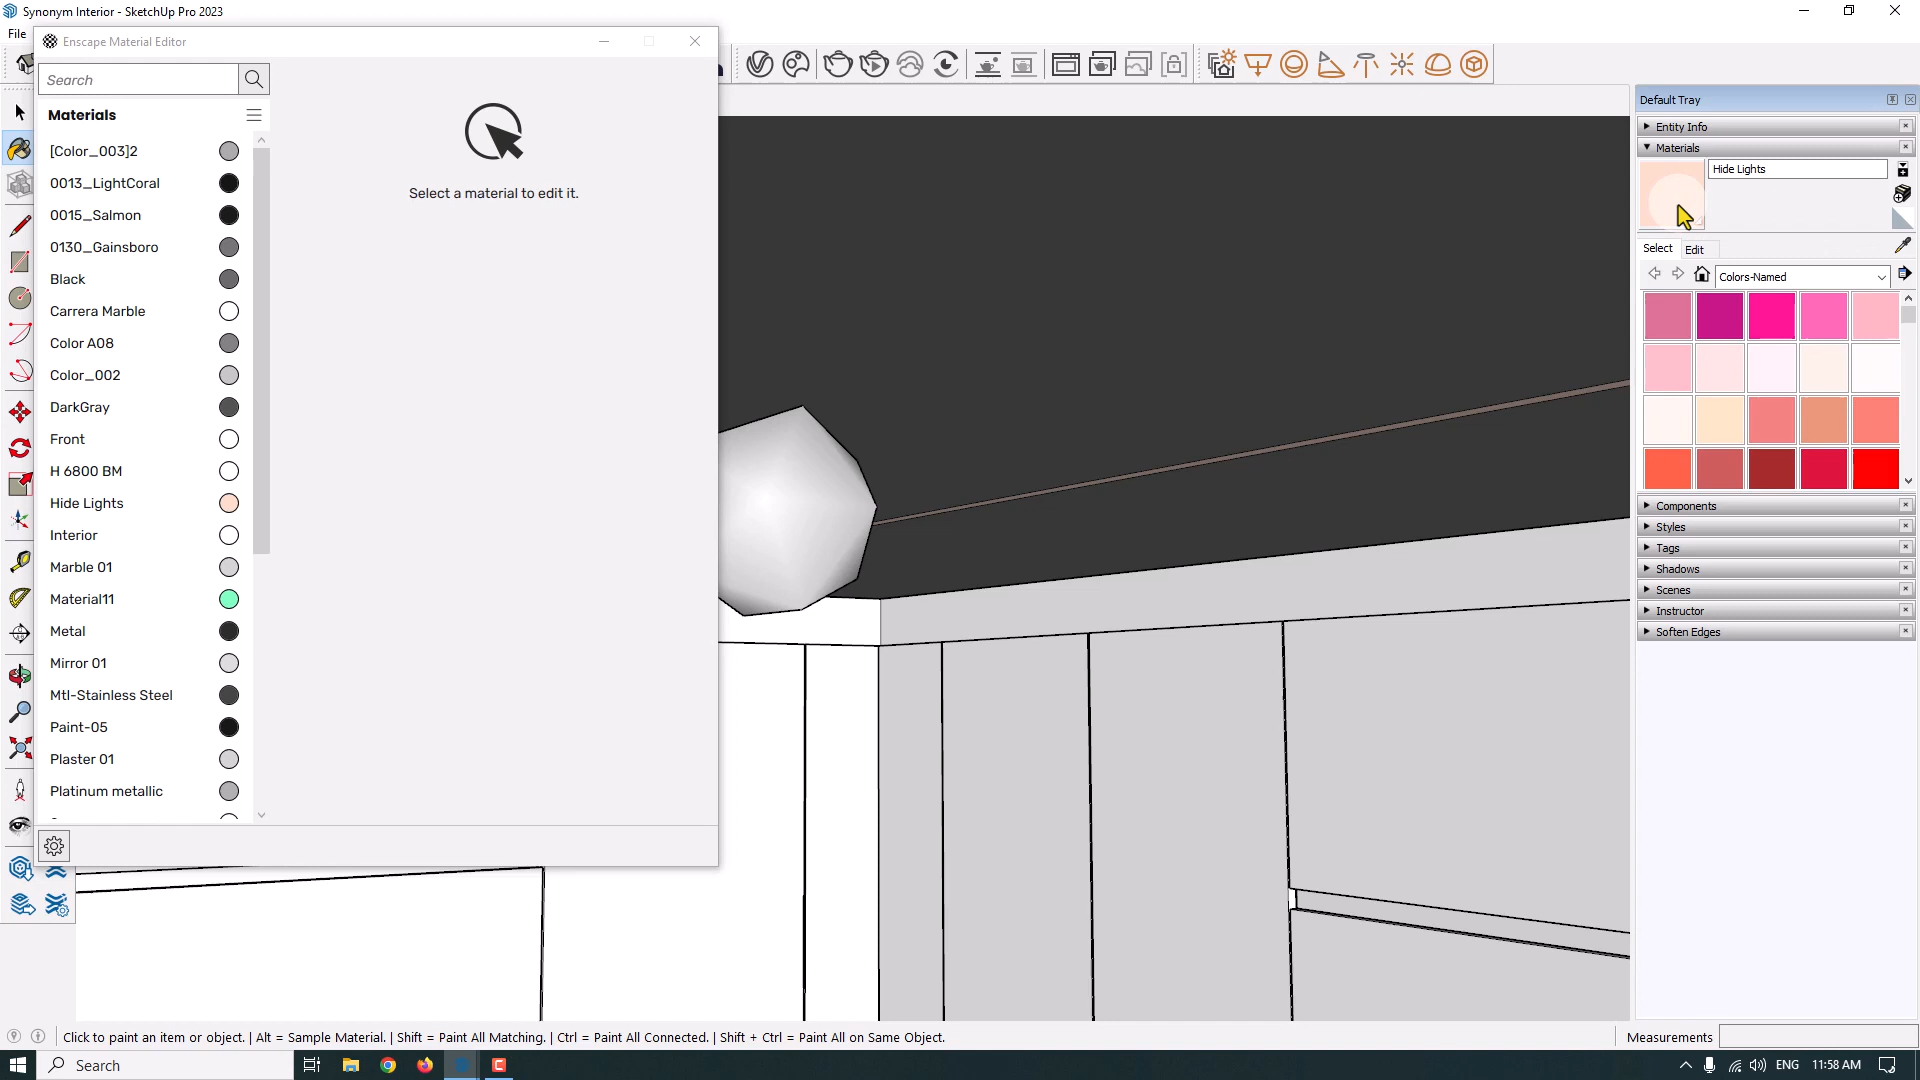 Synonym Interior - SketchUp Pro 2023
File
Enscape Material Editor
Search
Materials
[Color_003]2
0013_LightCoral
0015_Salmon
0130_Gainsboro
Black
Carrera Marble
Color A08
Color_002
DarkGray
Front
H 6800 BM
Hide Lights
Interior
Marble 01
Material11
Metal
Mirror 01
Mtl-Stainless Steel
Paint-05
Plaster 01
Platinum metallic
Select a material to edit it.
Default Tray
Entity Info
Materials
Hide Lights
Select
Edit
Colors-Named
Components
Styles
Tags
Shadows
Scenes
Instructor
Soften Edges
Click to paint an item or object. | Alt = Sample Material. | Shift = Paint All Matching. | Ctrl = Paint All Connected. | Shift + Ctrl = Paint All on Same Object.
Measurements
Search
ENG
11:58 AM